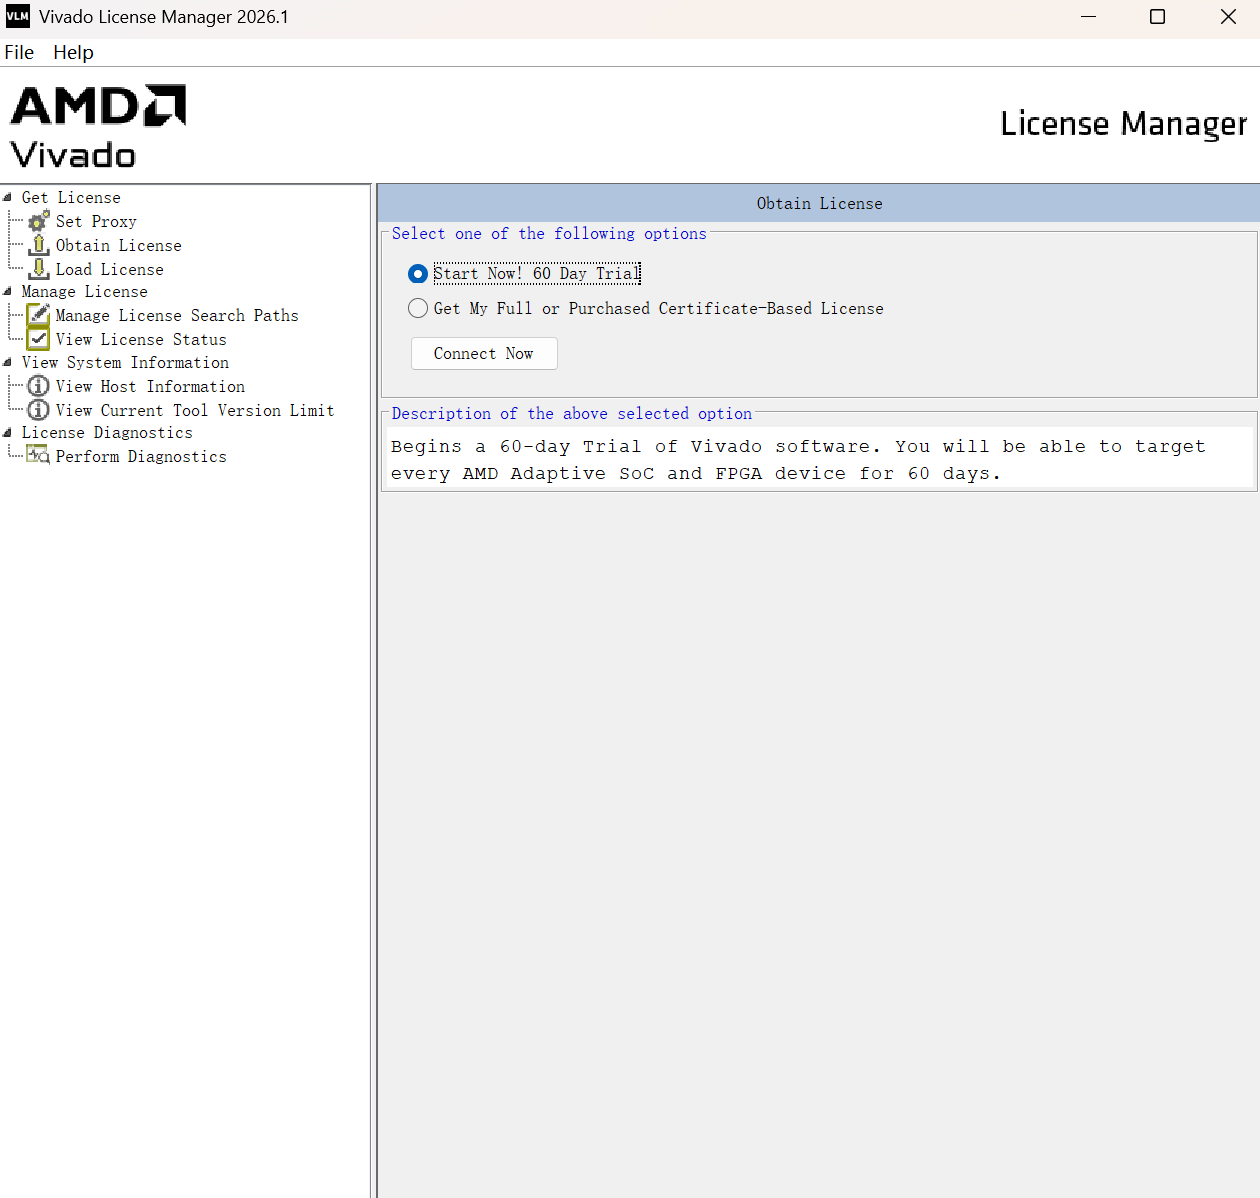 VLM Vivado License Manager 2026.1
File Help
AMD
Vivado
License Manager
Get License
Set Proxy
Obtain License
Load License
Manage License
Manage License Search Paths
View License Status
View System Information
View Host Information
View Current Tool Version Limit
License Diagnostics
Perform Diagnostics
Obtain License
Select one of the following options
Start Now! 60 Day Trial
Get My Full or Purchased Certificate-Based License
Connect Now
Description of the above selected option
Begins a 60-day Trial of Vivado software. You will be able to target
every AMD Adaptive SoC and FPGA device for 60 days.